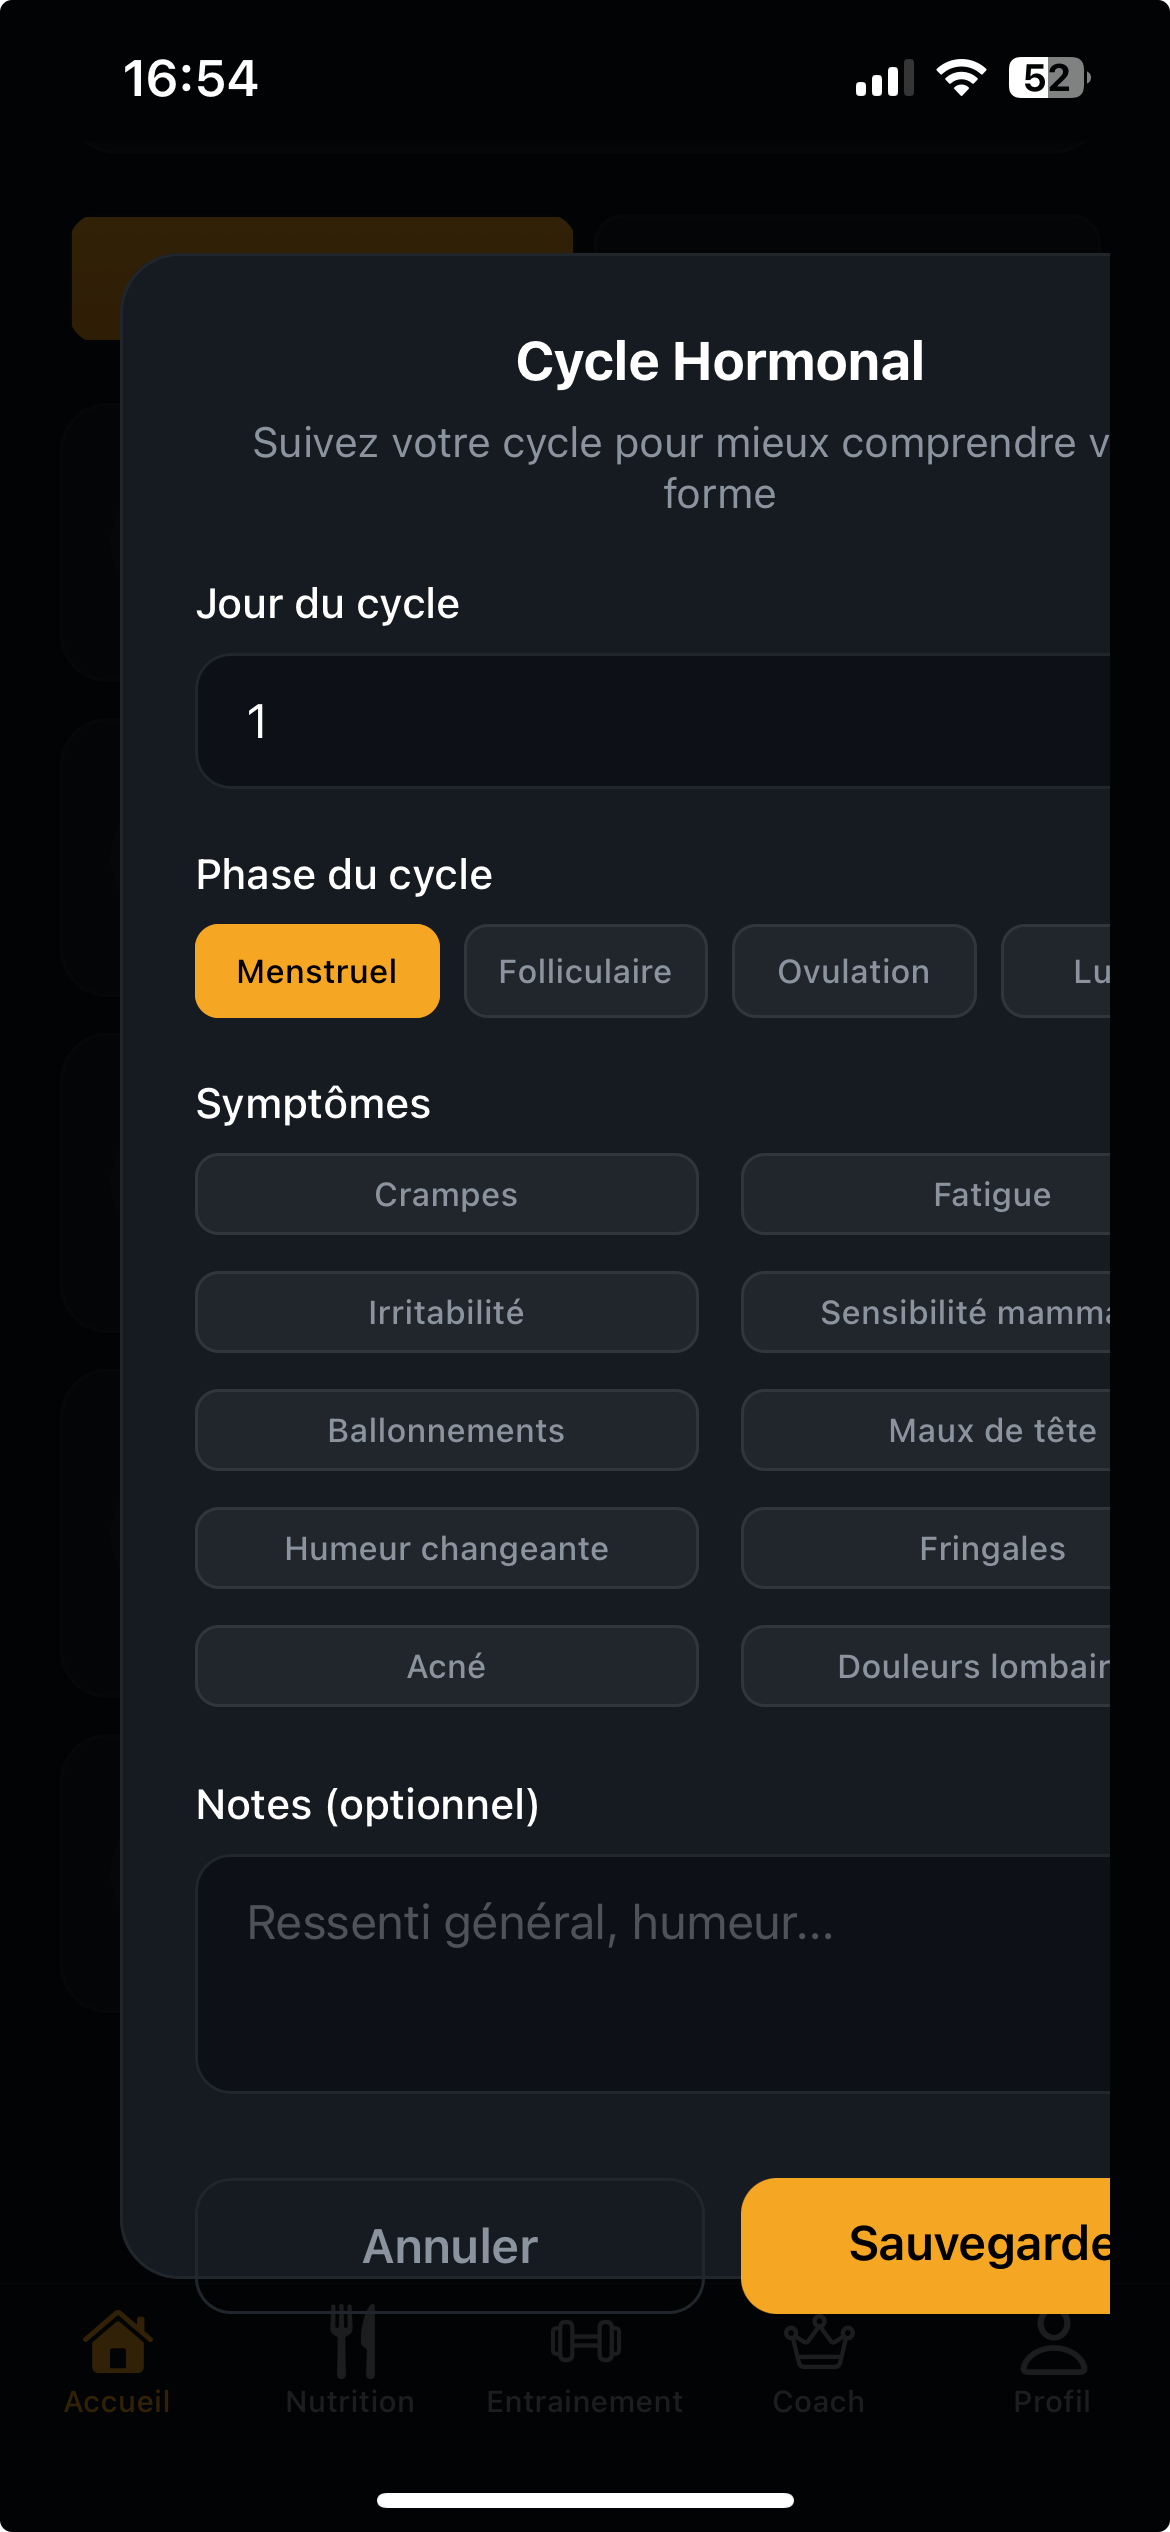 16:54
52
Cycle Hormonal
Suivez votre cycle pour mieux comprendre v
forme
Jour du cycle
1
Phase du cycle
Menstruel Folliculaire Ovulation Lu
Symptômes
Crampes Fatigue
Irritabilité Sensibilité mamma
Ballonnements Maux de tête
Humeur changeante Fringales
Acné Douleurs lombair
Notes (optionnel)
Ressenti général, humeur...
Annuler Sauvegarde
Accueil Nutrition Entrainement Coach Profil